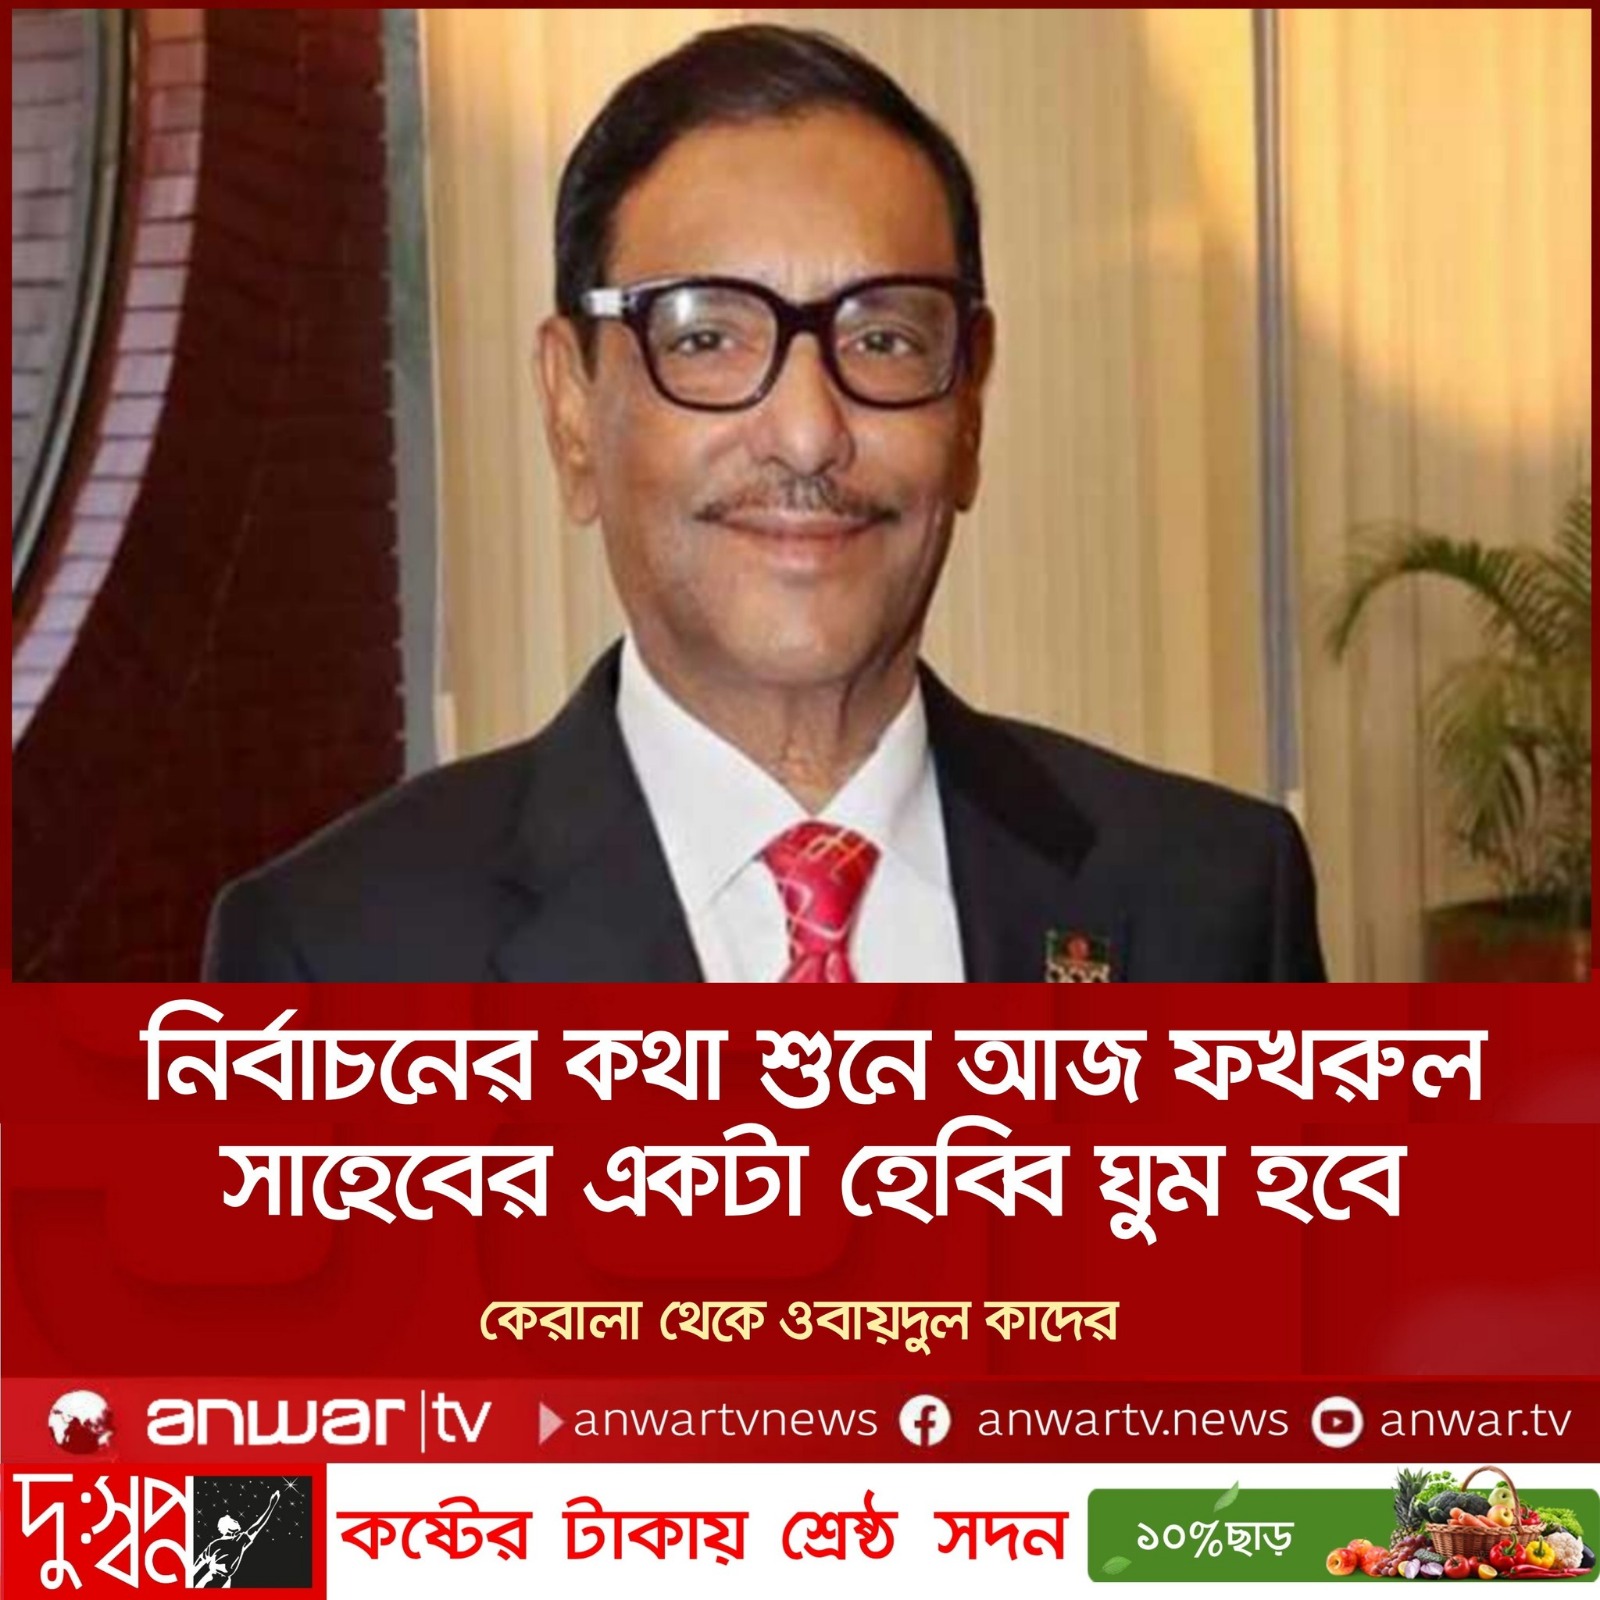 নির্বাচনের কথা শুনে আজ ফখরুল
সাহেবের একটা হেব্বি ঘুম হবে
কেরালা থেকে ওবায়দুল কাদের
anwar|tv anwartvnews anwartv.news anwar.tv
দুঃস্বপ্ন কষ্টের টাকায় শ্রেষ্ঠ সদন ১০%ছাড়